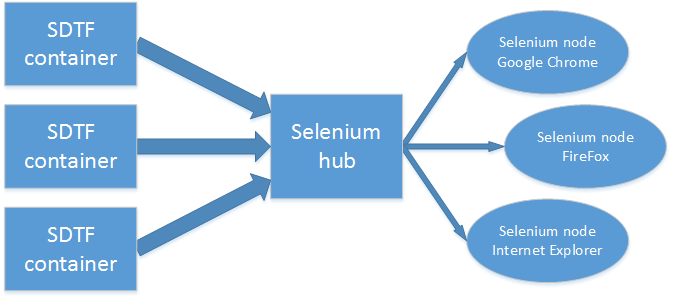 SDTF
container
SDTF
container
SDTF
container
Selenium
hub
Selenium node
Google Chrome
Selenium node
FireFox
Selenium node
Internet Explorer